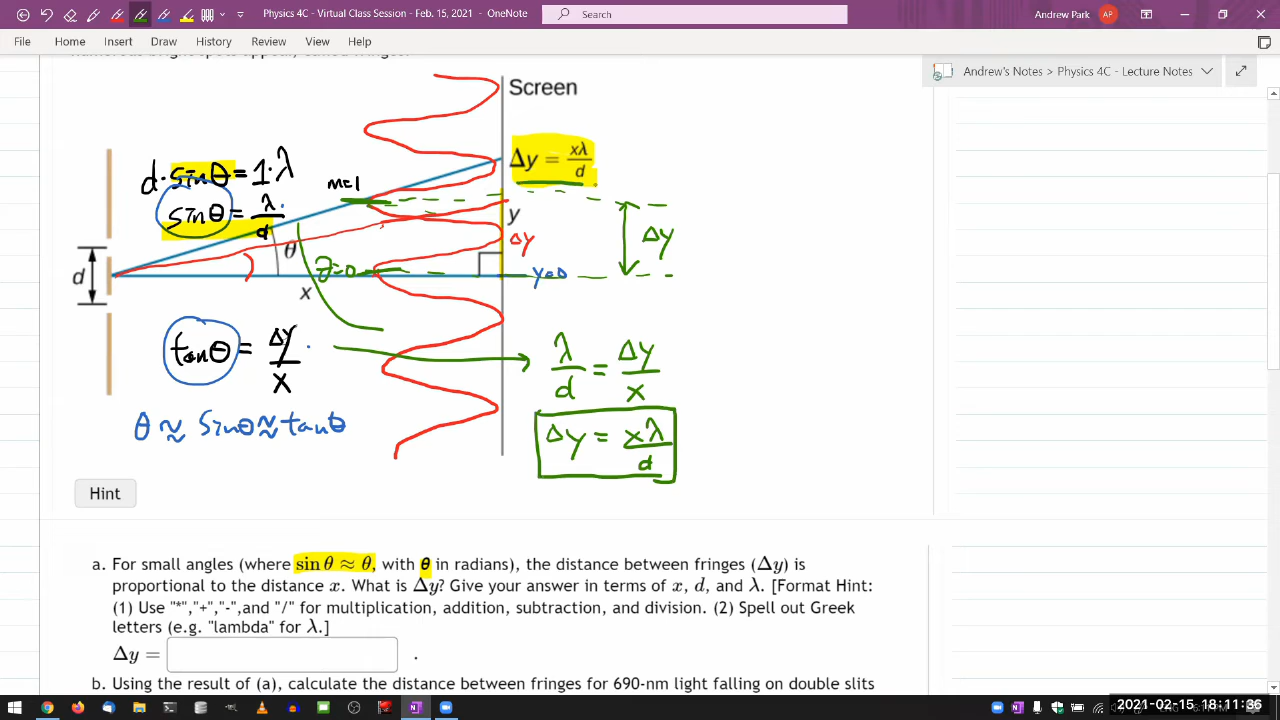 Physics 4C - Lecture Notes, Feb. 15, 2021 - OneNote
Search
Andrew Park
AP
File Home Insert Draw History Review View Help
Andrew's Notes » Physics 4C - Lecture Notes
Screen
Δy = xλ/d
d·sinθ = 1·λ
m=1
sinθ = λ/d
y
Δy
Δy
θ
d
θ=0
y=0
x
tanθ = Δy/x
λ/d = Δy/x
θ ≈ sinθ ≈ tanθ
Δy = xλ/d
Hint
a. For small angles (where sin θ ≈ θ, with θ in radians), the distance between fringes (Δy) is
proportional to the distance x. What is Δy? Give your answer in terms of x, d, and λ. [Format Hint:
(1) Use "*","+","-",and "/" for multiplication, addition, subtraction, and division. (2) Spell out Greek
letters (e.g. "lambda" for λ.]
Δy = .
b. Using the result of (a), calculate the distance between fringes for 690-nm light falling on double slits
2021-02-15 18:11:36